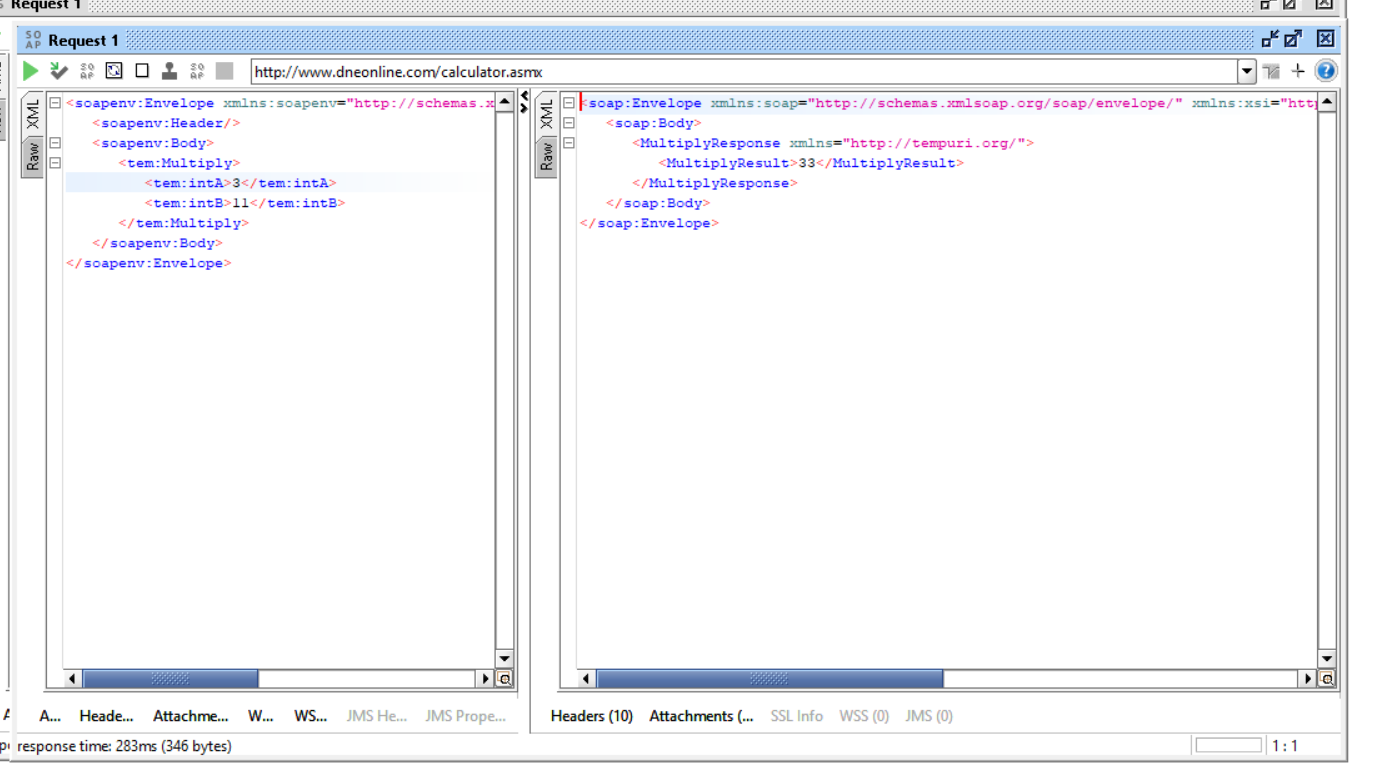 Request 1
SO AP Request 1
http://www.dneonline.com/calculator.asmx
XML
Raw
<soapenv:Envelope xmlns:soapenv="http://schemas.x
<soapenv:Header/>
<soapenv:Body>
<tem:Multiply>
<tem:intA>3</tem:intA>
<tem:intB>11</tem:intB>
</tem:Multiply>
</soapenv:Body>
</soapenv:Envelope>
XML
Raw
<soap:Envelope xmlns:soap="http://schemas.xmlsoap.org/soap/envelope/" xmlns:xsi="http
<soap:Body>
<MultiplyResponse xmlns="http://tempuri.org/">
<MultiplyResult>33</MultiplyResult>
</MultiplyResponse>
</soap:Body>
</soap:Envelope>
A... Heade... Attachme... W... WS... JMS He... JMS Prope...
Headers (10) Attachments (... SSL Info WSS (0) JMS (0)
response time: 283ms (346 bytes)
1 : 1